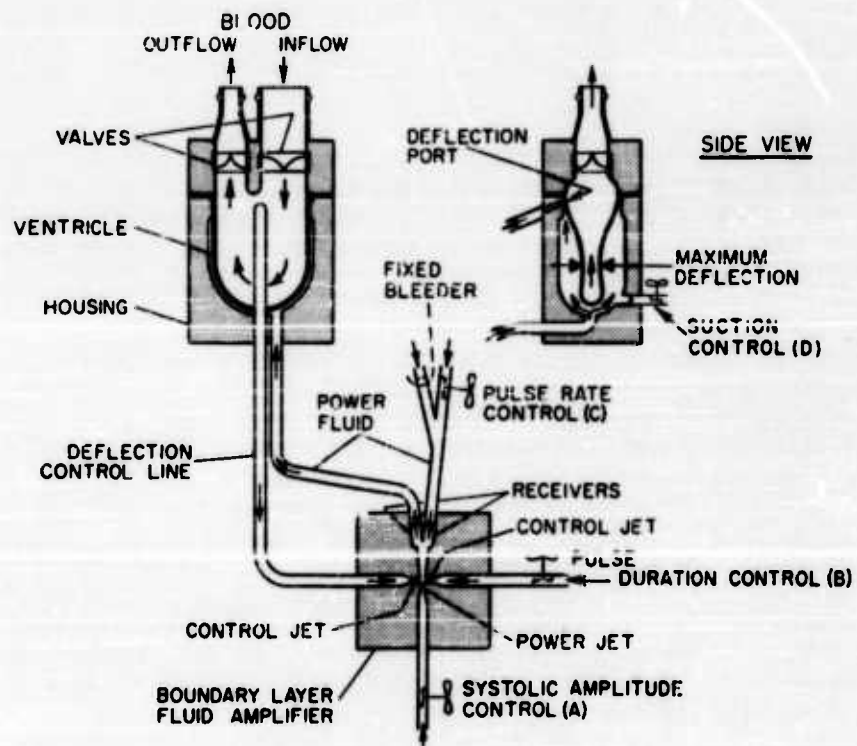 BLOOD
OUTFLOW INFLOW
VALVES
DEFLECTION
PORT
SIDE VIEW
VENTRICLE
FIXED
BLEEDER
MAXIMUM
DEFLECTION
HOUSING
SUCTION
CONTROL (D)
PULSE RATE
CONTROL (C)
POWER
FLUID
DEFLECTION
CONTROL LINE
RECEIVERS
CONTROL JET
PULSE
DURATION CONTROL (B)
CONTROL JET
POWER JET
BOUNDARY LAYER
FLUID AMPLIFIER
SYSTOLIC AMPLITUDE
CONTROL (A)